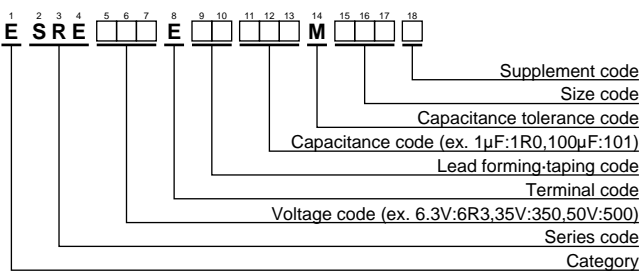 1 2 3 4 5 6 7 8 9 10 11 12 13 14 15 16 17 18
E S R E E M
Supplement code
Size code
Capacitance tolerance code
Capacitance code (ex. 1μF:1R0,100μF:101)
Lead forming·taping code
Terminal code
Voltage code (ex. 6.3V:6R3,35V:350,50V:500)
Series code
Category